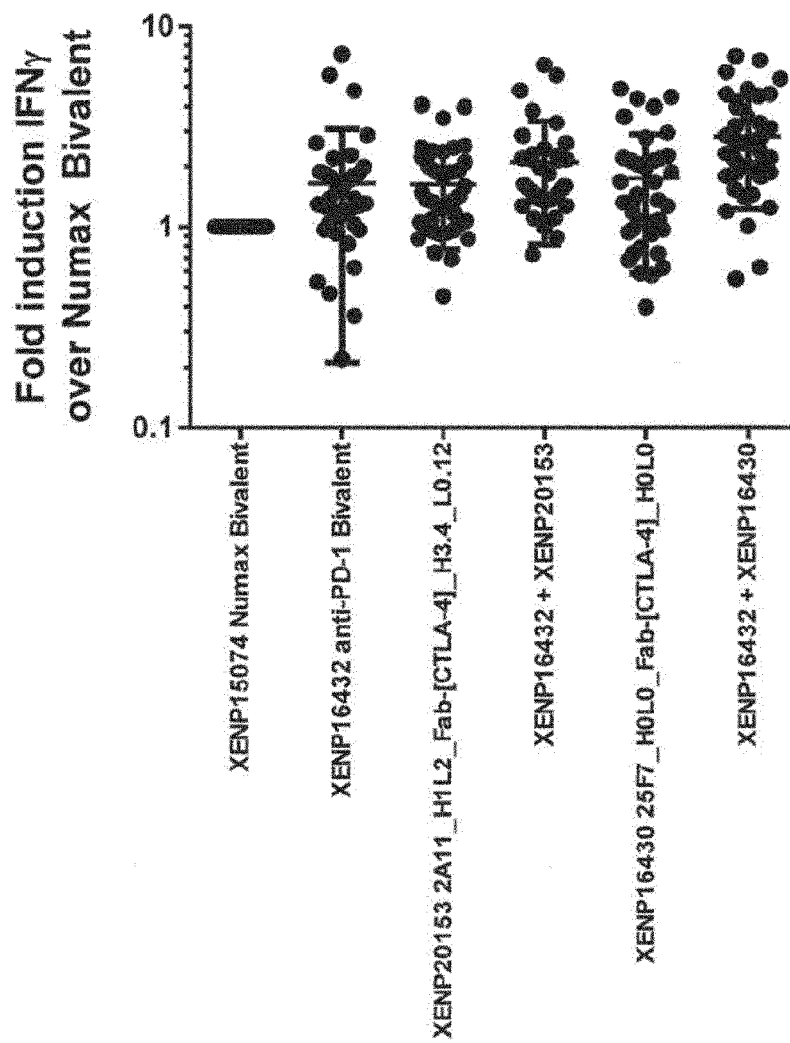 Fold induction IFNγ
over Numax Bivalent
10
1
0.1
XENP15074 Numax Bivalent
XENP16432 anti-PD-1 Bivalent
XENP20153 2A11_H1L2_Fab-[CTLA-4]_H3.4_L0.12
XENP16432 + XENP20153
XENP16430 25F7_H0L0_Fab-[CTLA-4]_H0L0
XENP16432 + XENP16430